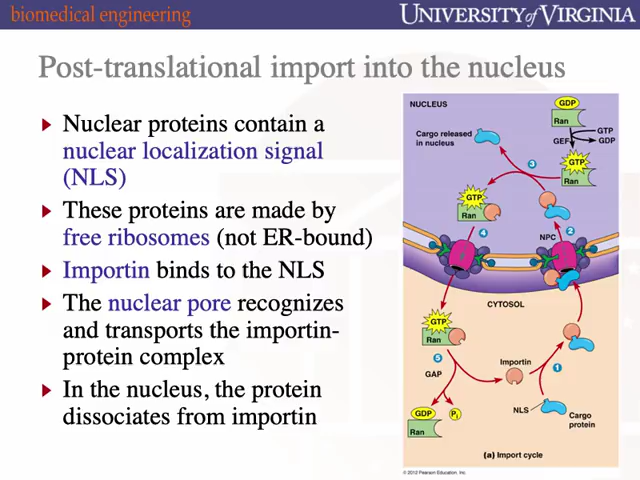 biomedical engineering
UNIVERSITY of VIRGINIA
Post-translational import into the nucleus
Nuclear proteins contain a
nuclear localization signal
(NLS)
These proteins are made by
free ribosomes (not ER-bound)
Importin binds to the NLS
The nuclear pore recognizes
and transports the importin-
protein complex
In the nucleus, the protein
dissociates from importin
NUCLEUS
GDP
Ran
Cargo released
in nucleus
GTP
GEF
GDP
3
GTP
Ran
GTP
Ran
4
NPC
2
CYTOSOL
GTP
Ran
5
GAP
Importin
1
NLS
Cargo
protein
GDP
Pi
Ran
(a) Import cycle
© 2012 Pearson Education, Inc.